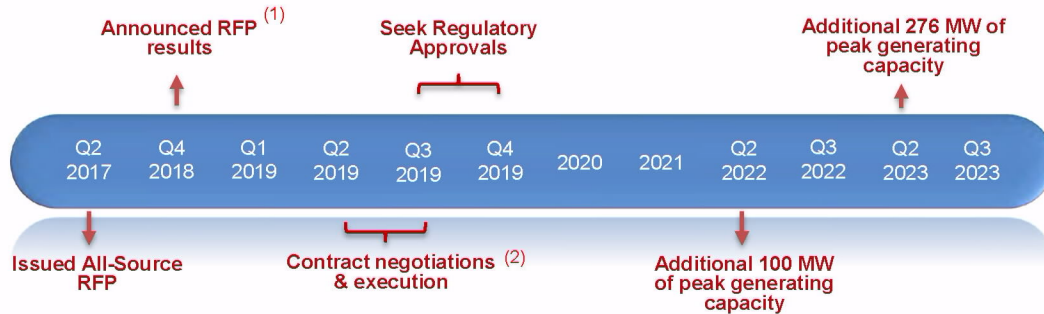 Announced RFP (1)
results
Seek Regulatory
Approvals
Additional 276 MW of
peak generating
capacity
Q2 Q4 Q1 Q2 Q3 Q4 2020 2021 Q2 Q3 Q2 Q3
2017 2018 2019 2019 2019 2019 2022 2022 2023 2023
Issued All-Source
RFP
Contract negotiations (2)
& execution
Additional 100 MW
of peak generating
capacity